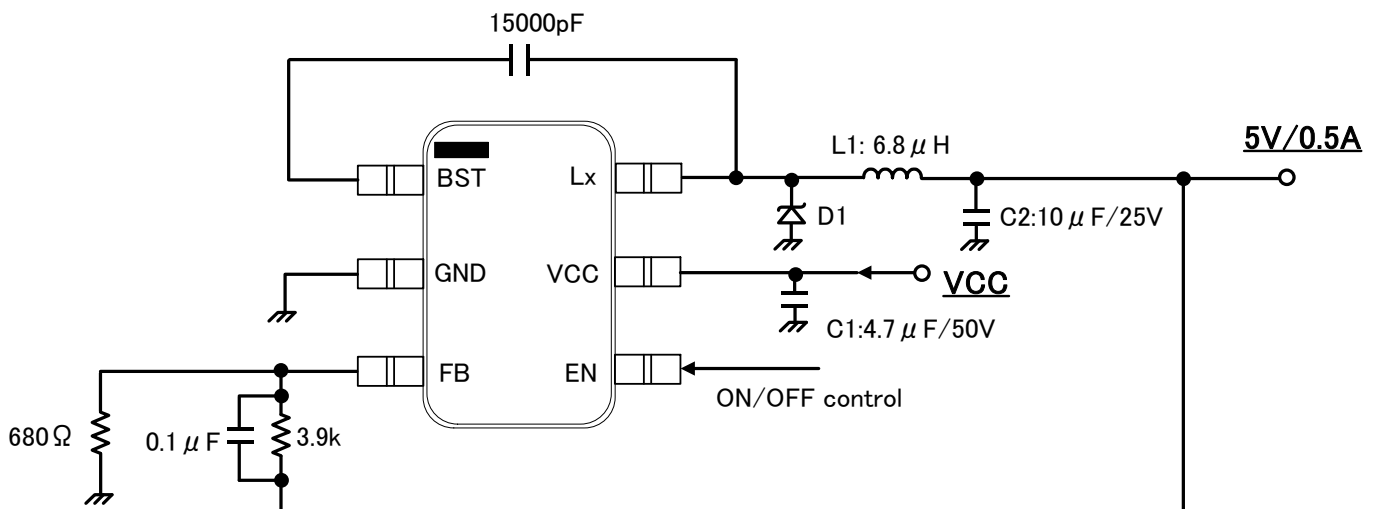 15000pF
5V/0.5A
L1: 6.8μH
BST
Lx
D1
C2:10μF/25V
GND
VCC
VCC
C1:4.7μF/50V
FB
EN
ON/OFF control
680Ω
0.1μF
3.9k